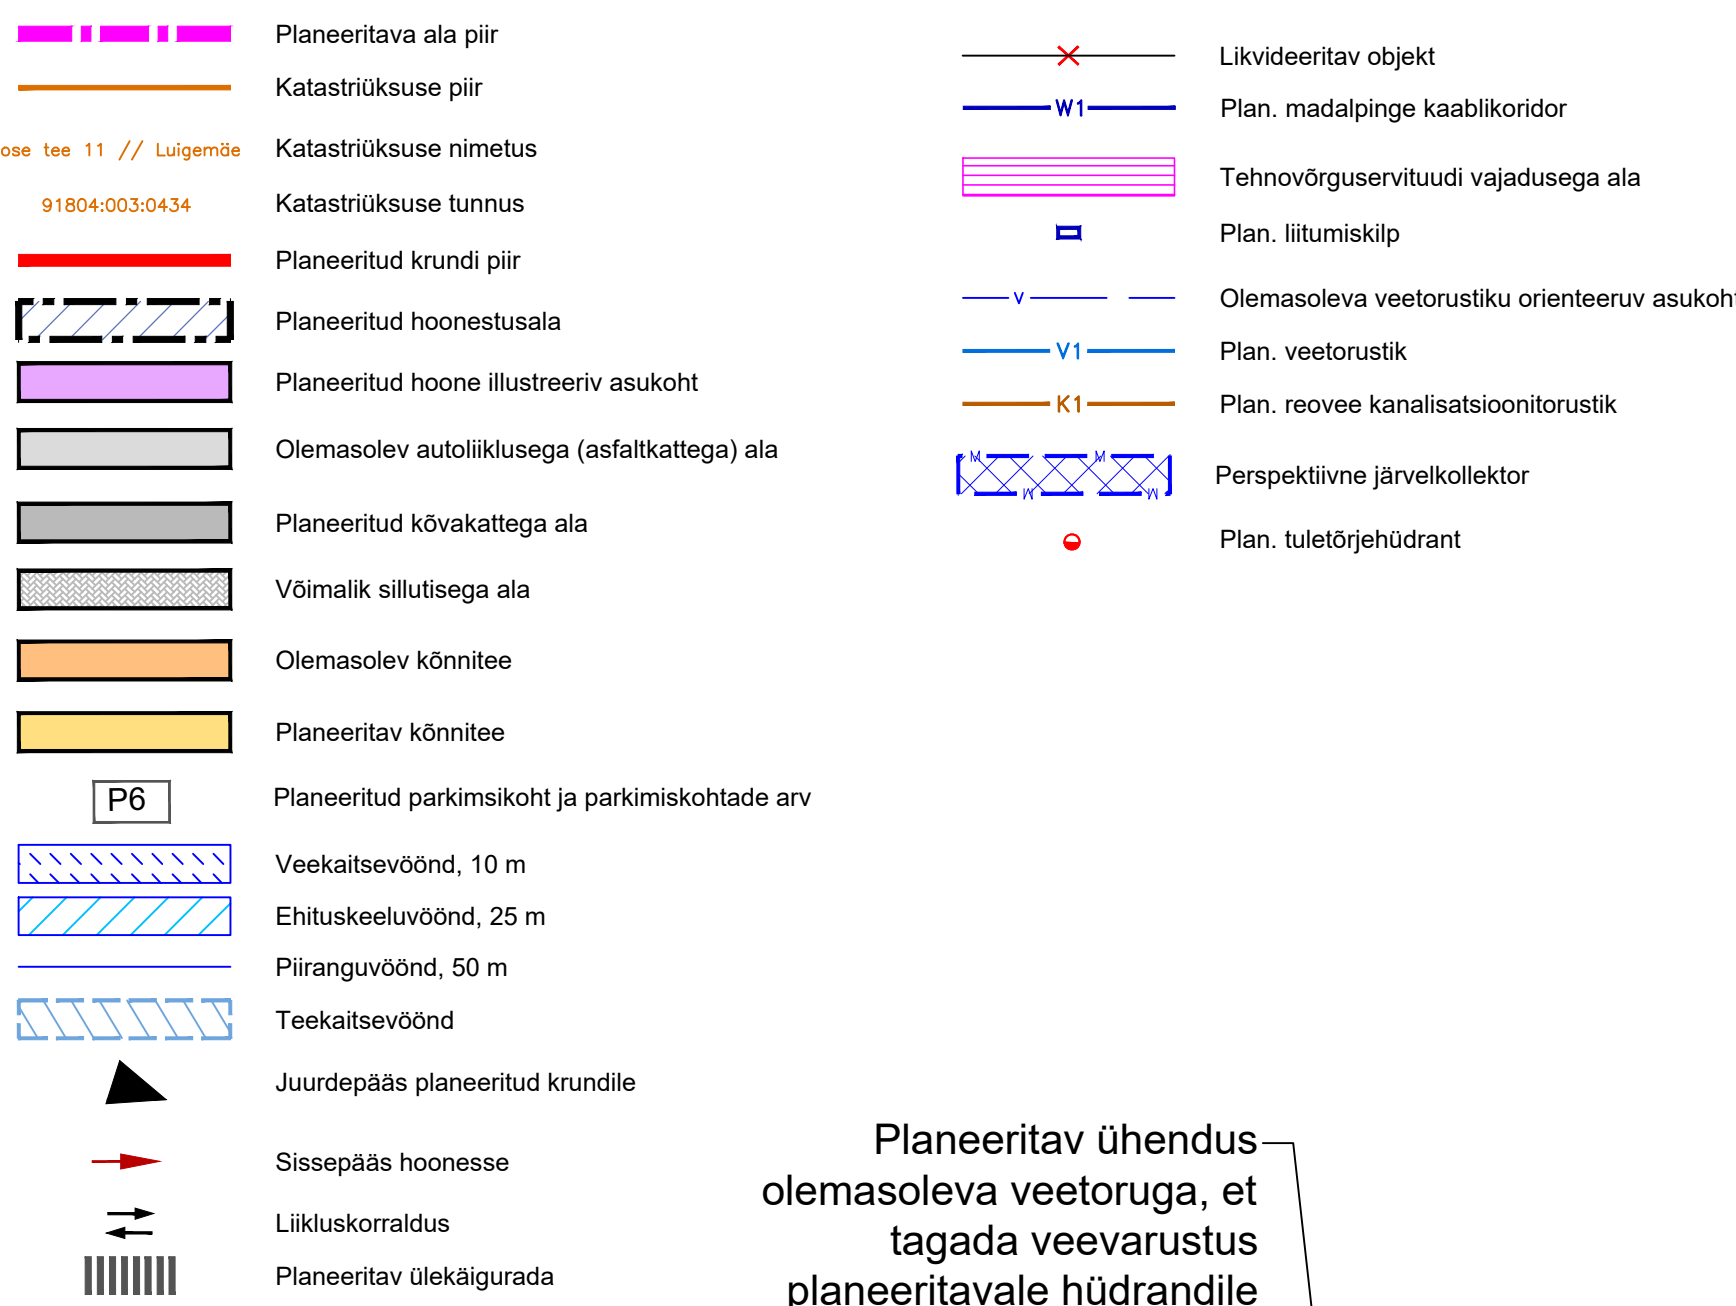 Planeeritava ala piir
Katastriüksuse piir
ose tee 11 // Luigemäe
Katastriüksuse nimetus
91804:003:0434
Katastriüksuse tunnus
Planeeritud krundi piir
Planeeritud hoonestusala
Planeeritud hoone illustreeriv asukoht
Olemasolev autoliiklusega (asfaltkattega) ala
Planeeritud kõvakattega ala
Võimalik sillutisega ala
Olemasolev kõnnitee
Planeeritav kõnnitee
P6
Planeeritud parkimsikoht ja parkimiskohtade arv
Veekaitsevöönd, 10 m
Ehituskeeluvöönd, 25 m
Piiranguvöönd, 50 m
Teekaitsevöönd
Juurdepääs planeeritud krundile
Sissepääs hoonesse
Liikluskorraldus
Planeeritav ülekäigurada
Likvideeritav objekt
W1
Plan. madalpinge kaablikoridor
Tehnovõrguservituudi vajadusega ala
Plan. liitumiskilp
V
Olemasoleva veetorustiku orienteeruv asukoht
V1
Plan. veetorustik
K1
Plan. reovee kanalisatsioonitorustik
M M
M M
Perspektiivne järvelkollektor
Plan. tuletõrjehüdrant
Planeeritav ühendus
olemasoleva veetoruga, et
tagada veevarustus
planeeritavale hüdrandile